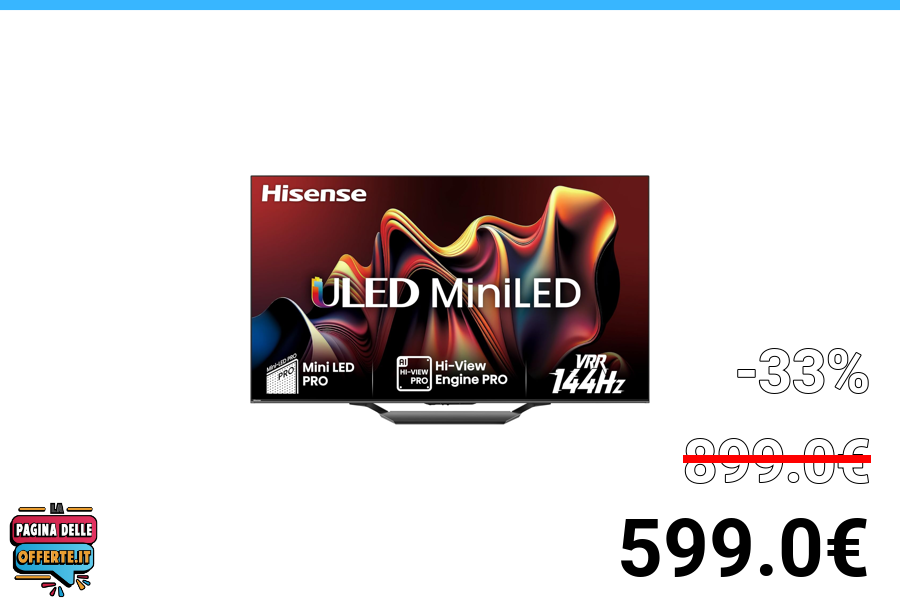 Hisense
ULED MiniLED
MINI-LED PRO
PRO
Mini LED
PRO
AI
HI-VIEW
PRO
Hi-View
Engine PRO
VRR
144Hz
-33%
899.0€
599.0€
LA
PAGINA DELLE
OFFERTE.IT